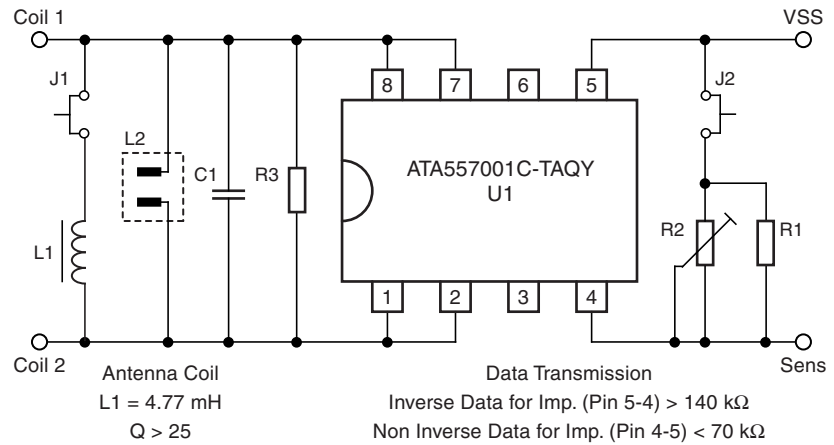 Coil 1
VSS
J1
J2
8
7
6
5
L2
ATA557001C-TAQY
U1
C1
R3
R2
R1
L1
1
2
3
4
Coil 2
Sens
Antenna Coil
L1 = 4.77 mH
Q > 25
Data Transmission
Inverse Data for Imp. (Pin 5-4) > 140 kΩ
Non Inverse Data for Imp. (Pin 4-5) < 70 kΩ